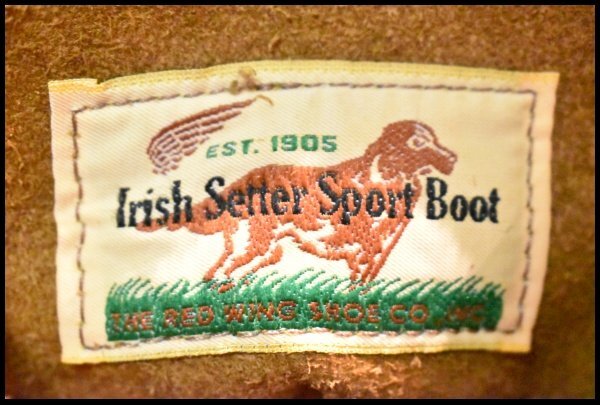 EST. 1905
Irish Setter Sport Boot
THE RED WING SHOE CO. INC.